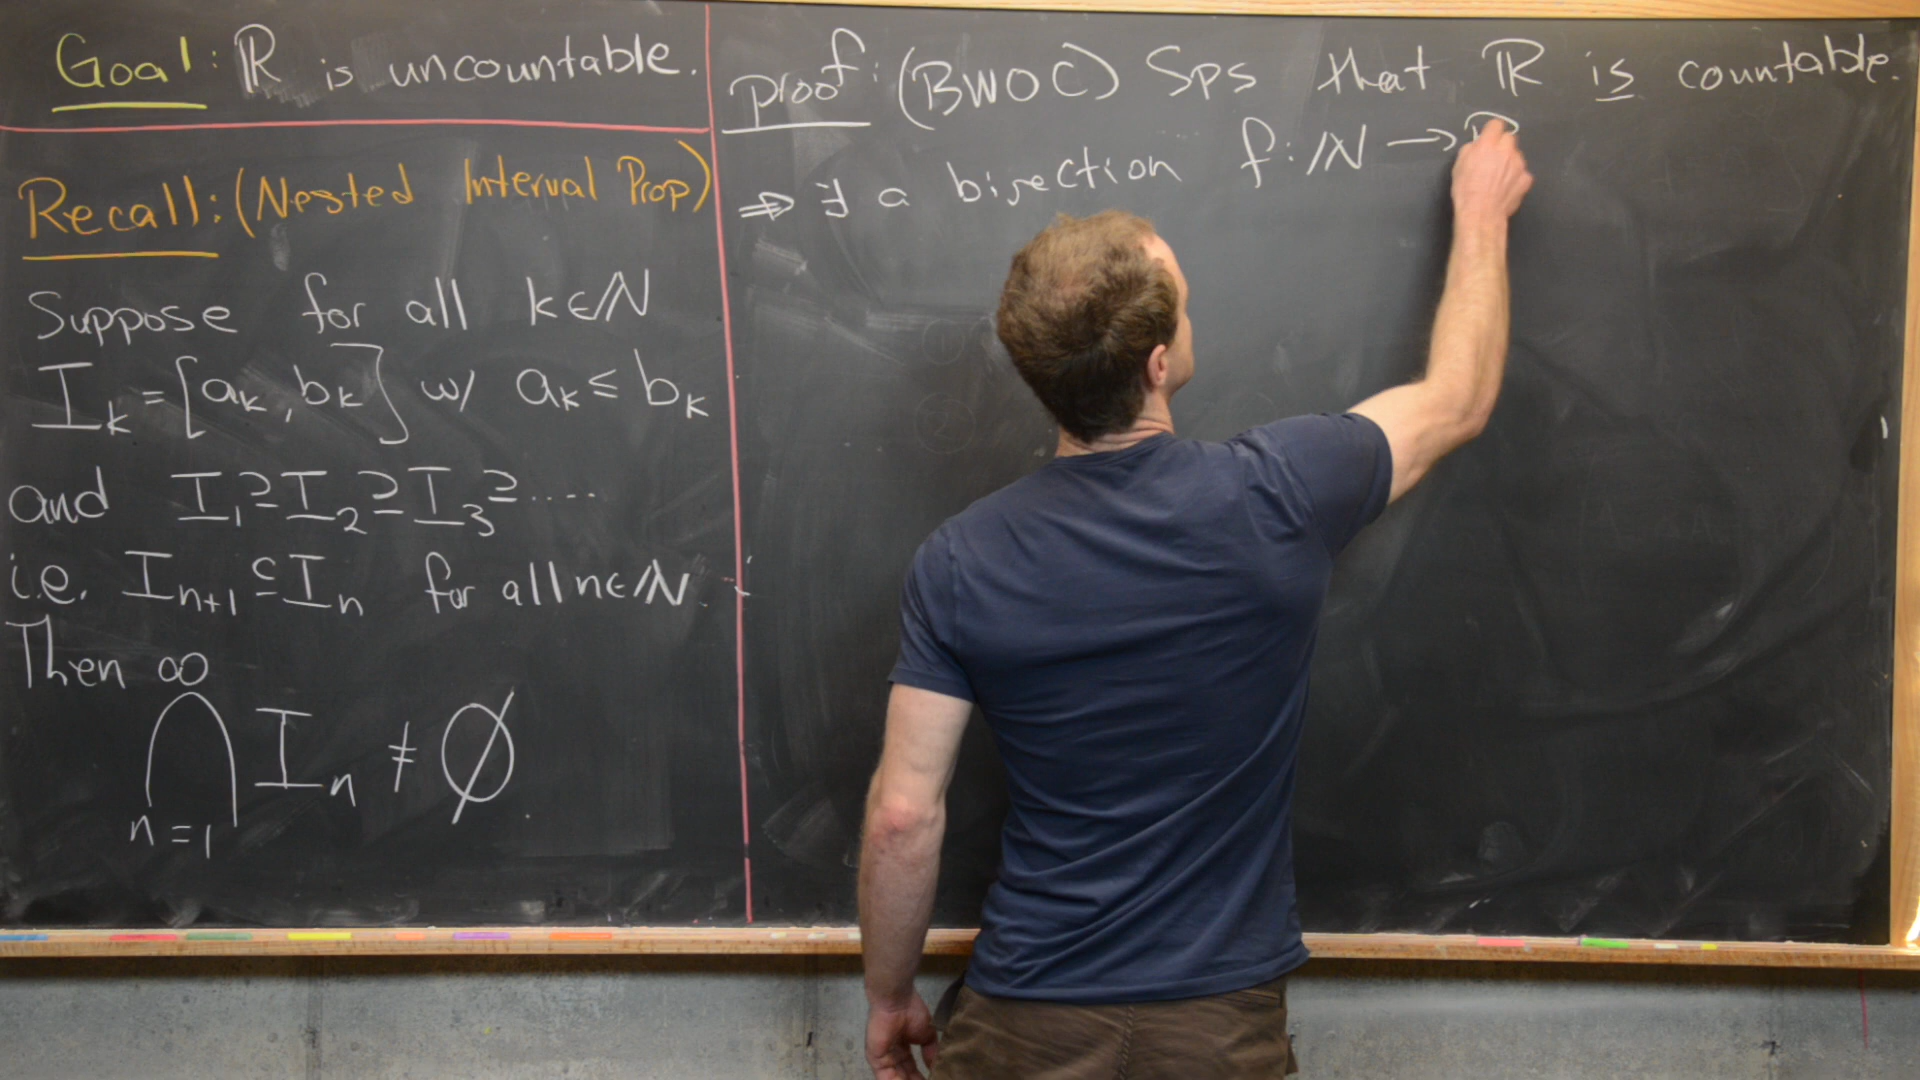 Goal: ℝ is uncountable.
Recall: (Nested Interval Prop)
Suppose for all k∈ℕ
I_k = [a_k, b_k] w/ a_k ≤ b_k
and I_1 ⊇ I_2 ⊇ I_3 ⊇ ....
i.e. I_{n+1} ⊆ I_n for all n∈ℕ.
Then
∞
⋂ I_n ≠ ∅.
n=1
proof: (BWOC) Sps that ℝ is countable.
⇒ ∃ a bijection f: ℕ → ℝ